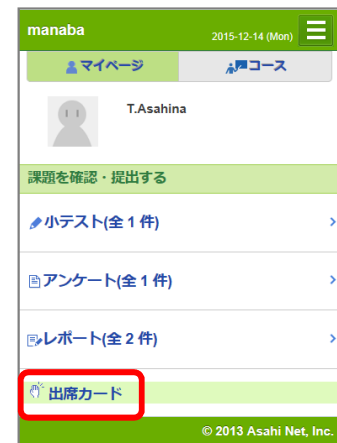 manaba
2015-12-14 (Mon)
マイページ
コース
T.Asahina
課題を確認・提出する
小テスト(全 1 件)
アンケート(全 1 件)
レポート(全 2 件)
出席カード
© 2013 Asahi Net, Inc.